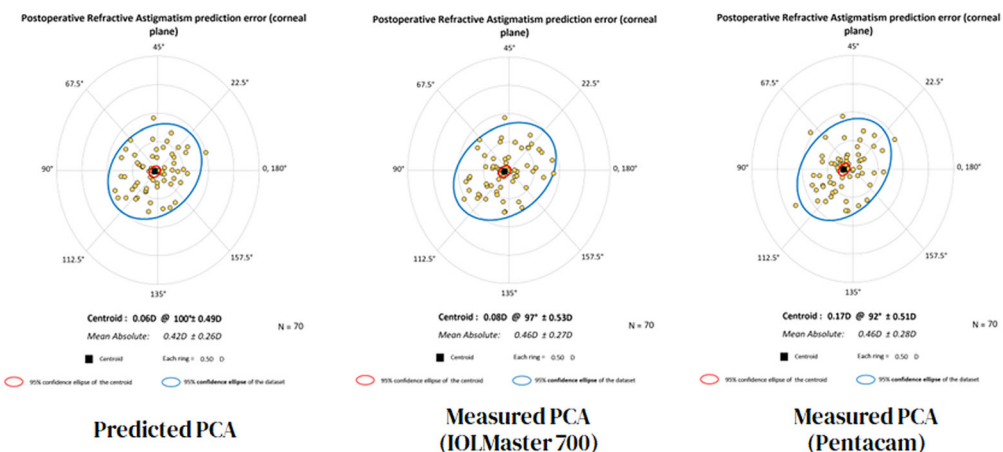 Postoperative Refractive Astigmatism prediction error (corneal
plane)
45°
67.5°
22.5°
90°
0, 180°
112.5°
157.5°
135°
Centroid : 0.06D @ 100°± 0.49D
Mean Absolute: 0.42D ± 0.26D
N = 70
Centroid
Each ring = 0.50 D
95% confidence ellipse of the centroid
95% confidence ellipse of the dataset
Predicted PCA
Postoperative Refractive Astigmatism prediction error (corneal
plane)
45°
67.5°
22.5°
90°
0, 180°
112.5°
157.5°
135°
Centroid : 0.08D @ 97° ± 0.53D
Mean Absolute: 0.46D ± 0.27D
N = 70
Centroid
Each ring = 0.50 D
95% confidence ellipse of the centroid
95% confidence ellipse of the dataset
Measured PCA
(IOLMaster 700)
Postoperative Refractive Astigmatism prediction error (corneal
plane)
45°
67.5°
22.5°
90°
0, 180°
112.5°
157.5°
135°
Centroid : 0.17D @ 92° ± 0.51D
Mean Absolute: 0.46D ± 0.28D
N = 70
Centroid
Each ring = 0.50 D
95% confidence ellipse of the centroid
95% confidence ellipse of the dataset
Measured PCA
(Pentacam)